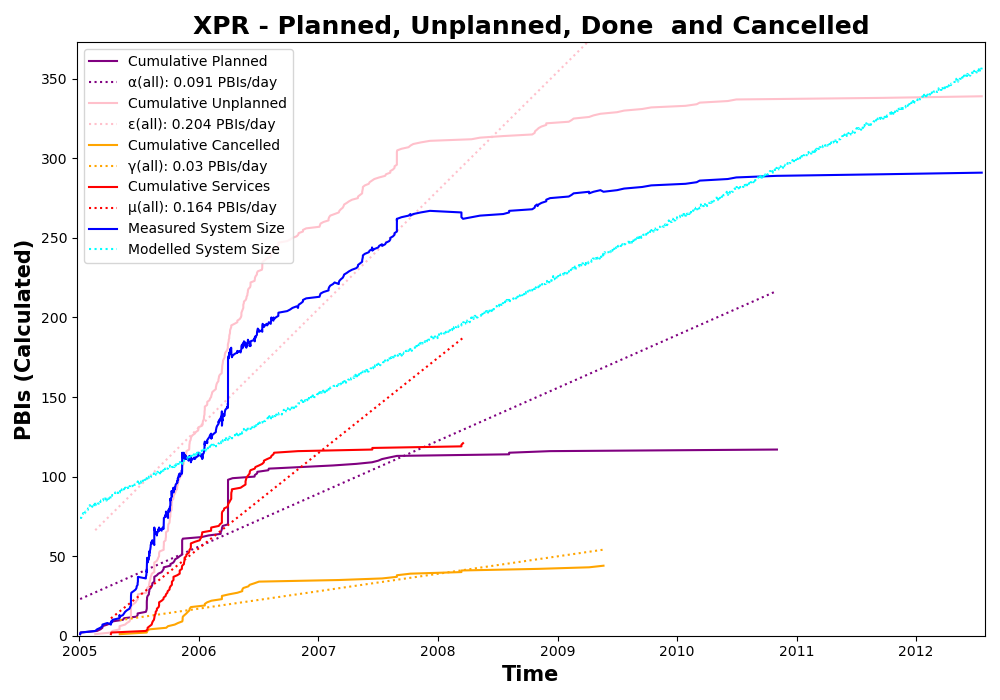 XPR - Planned, Unplanned, Done  and Cancelled
PBIs (Calculated)
350
300
250
200
150
100
50
0
Cumulative Planned
α(all): 0.091 PBIs/day
Cumulative Unplanned
ε(all): 0.204 PBIs/day
Cumulative Cancelled
γ(all): 0.03 PBIs/day
Cumulative Services
μ(all): 0.164 PBIs/day
Measured System Size
Modelled System Size
2005 2006 2007 2008 2009 2010 2011 2012
Time